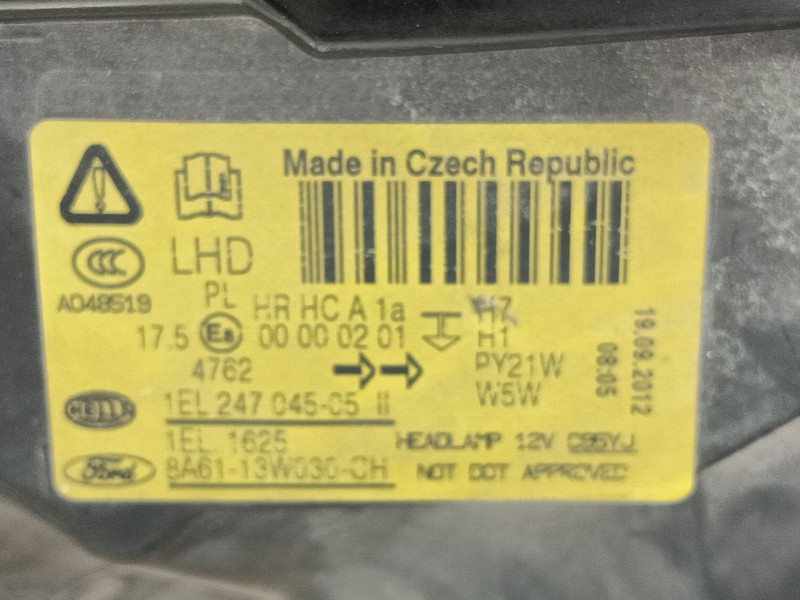 Made in Czech Republic
CCC
LHD
A048519
PL HR HC A 1a H7
17.5 E8 00 00 02 01 H1
4762 PY21W
W5W
19.09.2012
08:05
HELLA 1EL 247 045-05 II
1EL 1625 HEADLAMP 12V C95YJ
Ford 8A61-13W030-CH NOT DOT APPROVED